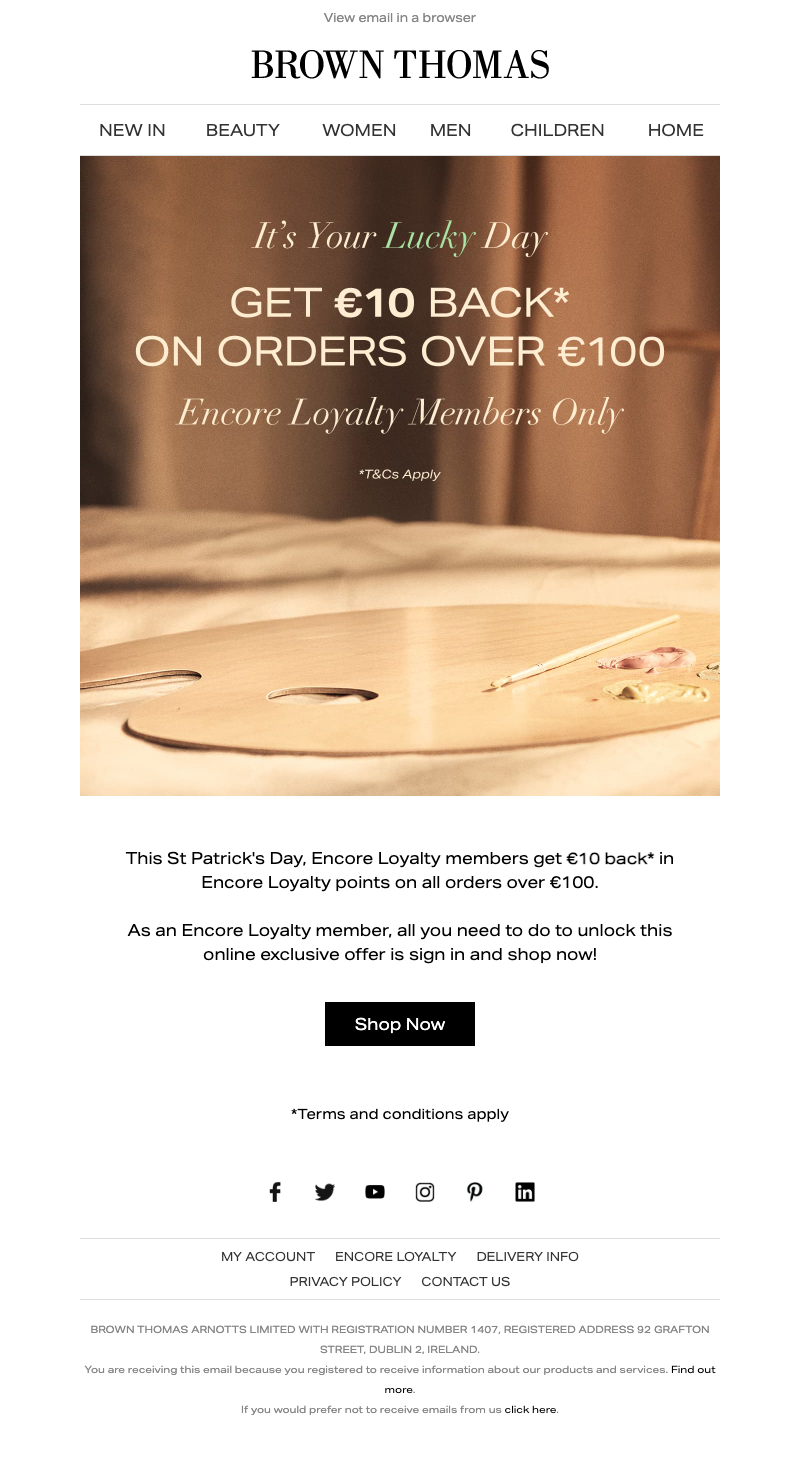 View email in a browser
BROWN THOMAS
NEW IN BEAUTY WOMEN MEN CHILDREN HOME
It's Your Lucky Day
GET €10 BACK*
ON ORDERS OVER €100
Encore Loyalty Members Only
*T&Cs Apply
This St Patrick's Day, Encore Loyalty members get €10 back* in
Encore Loyalty points on all orders over €100.
As an Encore Loyalty member, all you need to do to unlock this
online exclusive offer is sign in and shop now!
Shop Now
*Terms and conditions apply
MY ACCOUNT ENCORE LOYALTY DELIVERY INFO
PRIVACY POLICY CONTACT US
BROWN THOMAS ARNOTTS LIMITED WITH REGISTRATION NUMBER 1407, REGISTERED ADDRESS 92 GRAFTON
STREET, DUBLIN 2, IRELAND.
You are receiving this email because you registered to receive information about our products and services. Find out
more.
If you would prefer not to receive emails from us click here.